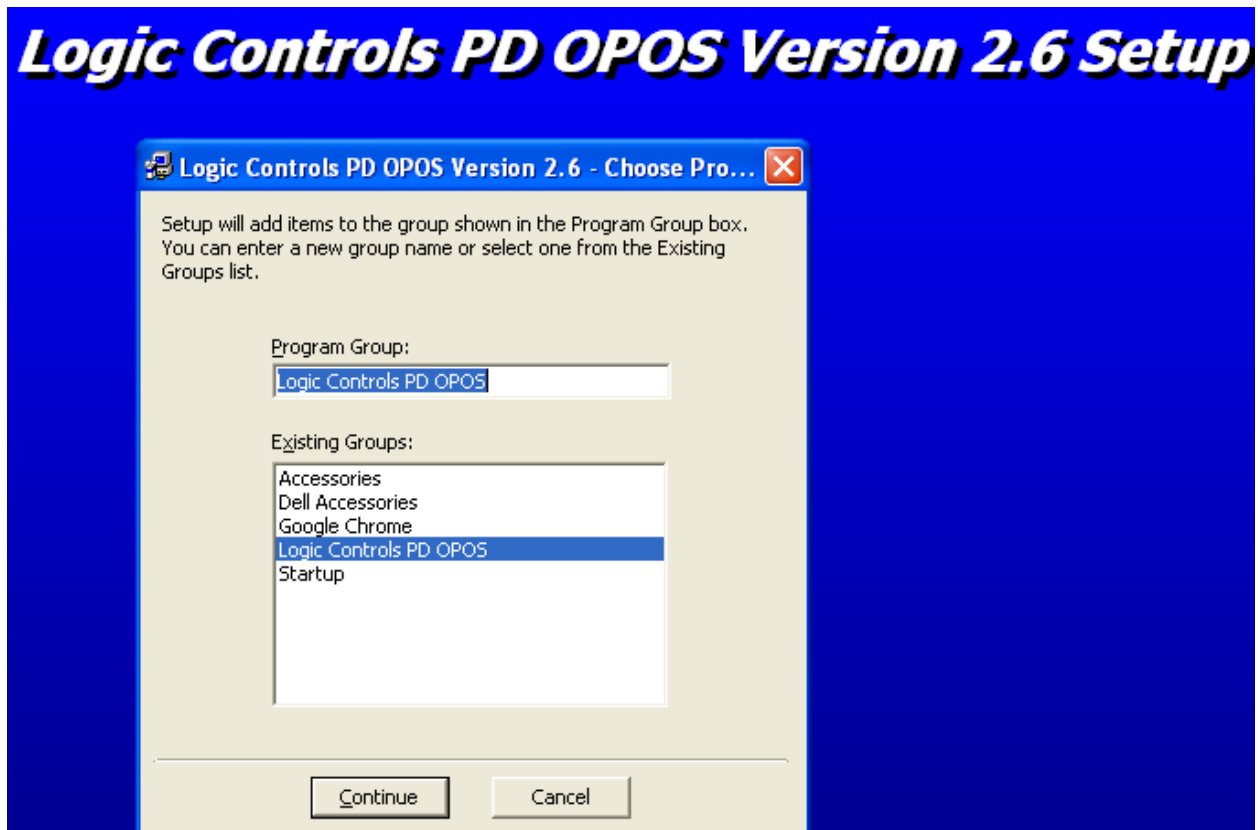 Logic Controls PD OPOS Version 2.6 Setup
Logic Controls PD OPOS Version 2.6 - Choose Pro...
Setup will add items to the group shown in the Program Group box.
You can enter a new group name or select one from the Existing
Groups list.
Program Group:
Logic Controls PD OPOS
Existing Groups:
Accessories
Dell Accessories
Google Chrome
Logic Controls PD OPOS
Startup
Continue
Cancel